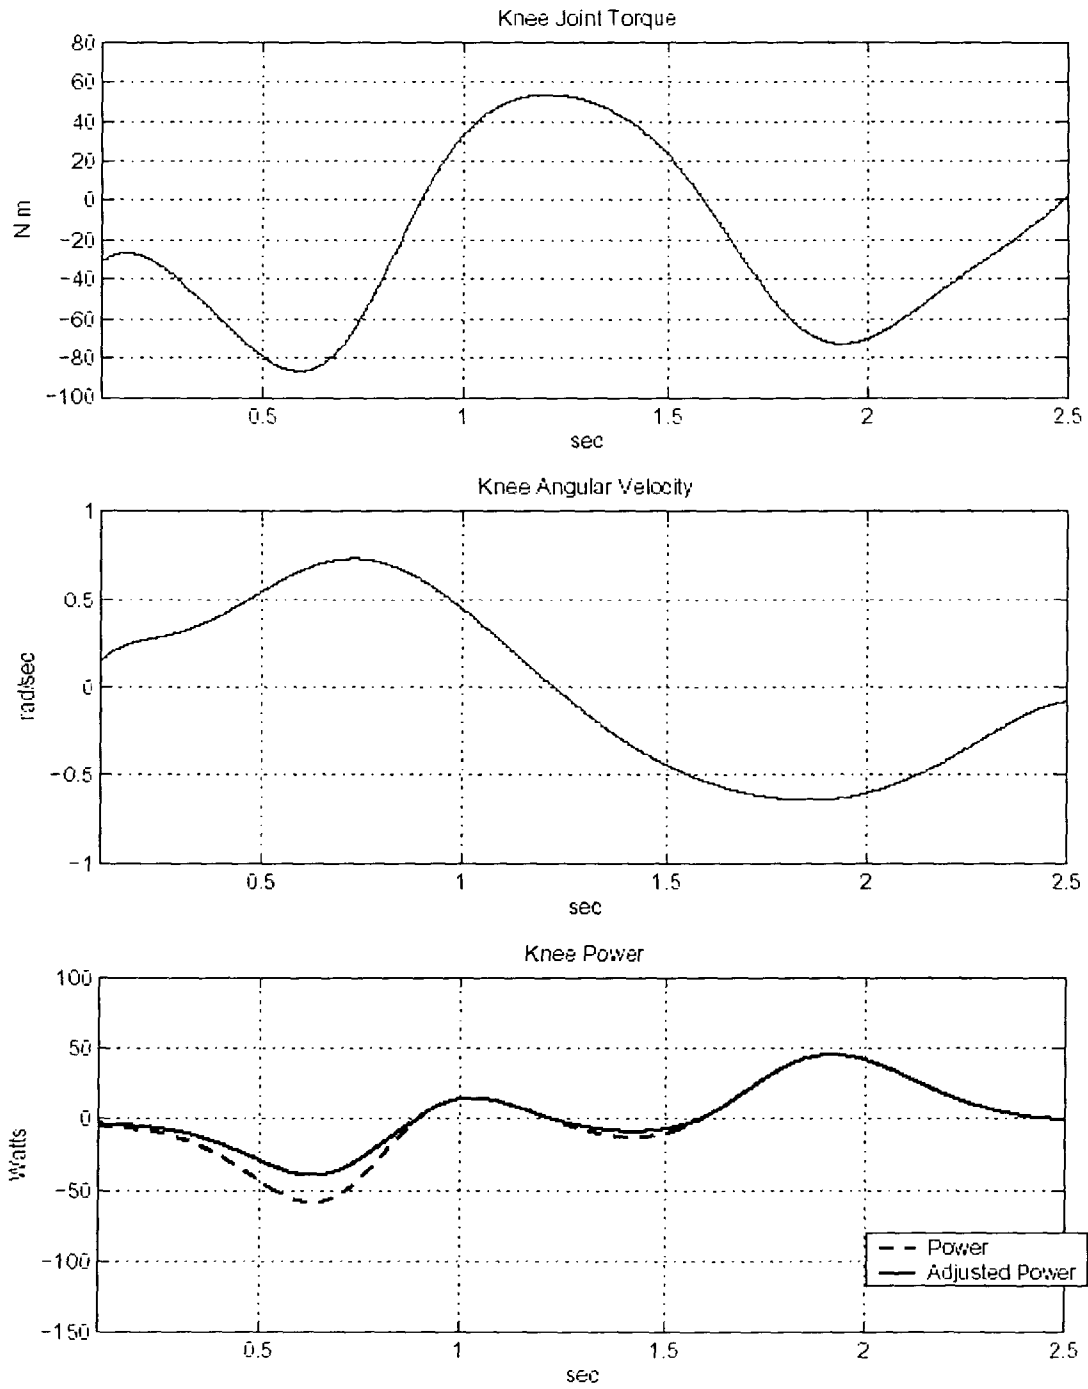 Knee Joint Torque
80
60
40
20
0
−20
−40
−60
−80
−100
N m
0.5 1 1.5 2 2.5
sec
Knee Angular Velocity
1
0.5
0
−0.5
−1
rad/sec
0.5 1 1.5 2 2.5
sec
Knee Power
100
50
0
−50
−100
−150
Watts
Power
Adjusted Power
0.5 1 1.5 2 2.5
sec